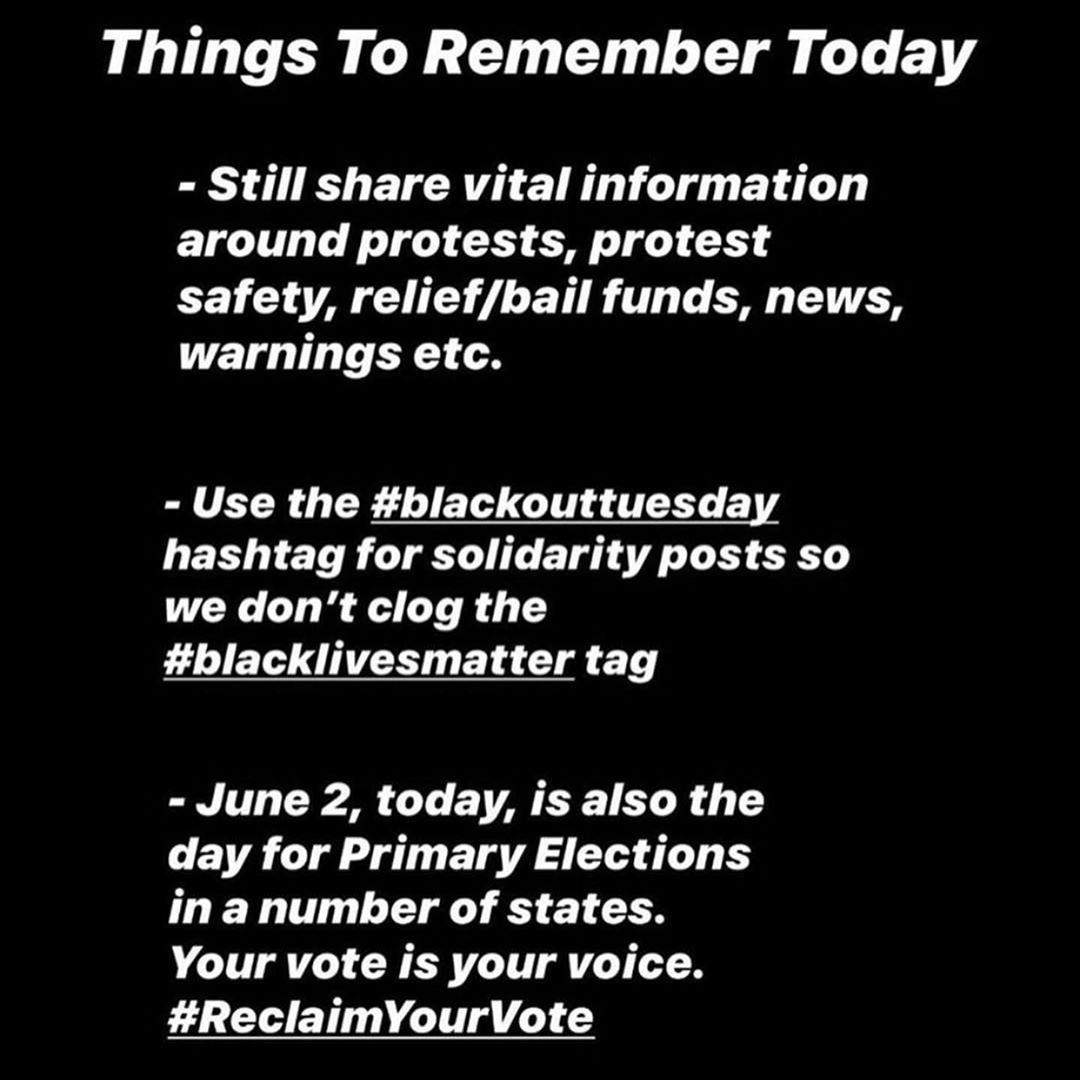 Things To Remember Today
- Still share vital information
around protests, protest
safety, relief/bail funds, news,
warnings etc.
- Use the #blackouttuesday
hashtag for solidarity posts so
we don’t clog the
#blacklivesmatter tag
- June 2, today, is also the
day for Primary Elections
in a number of states.
Your vote is your voice.
#ReclaimYourVote